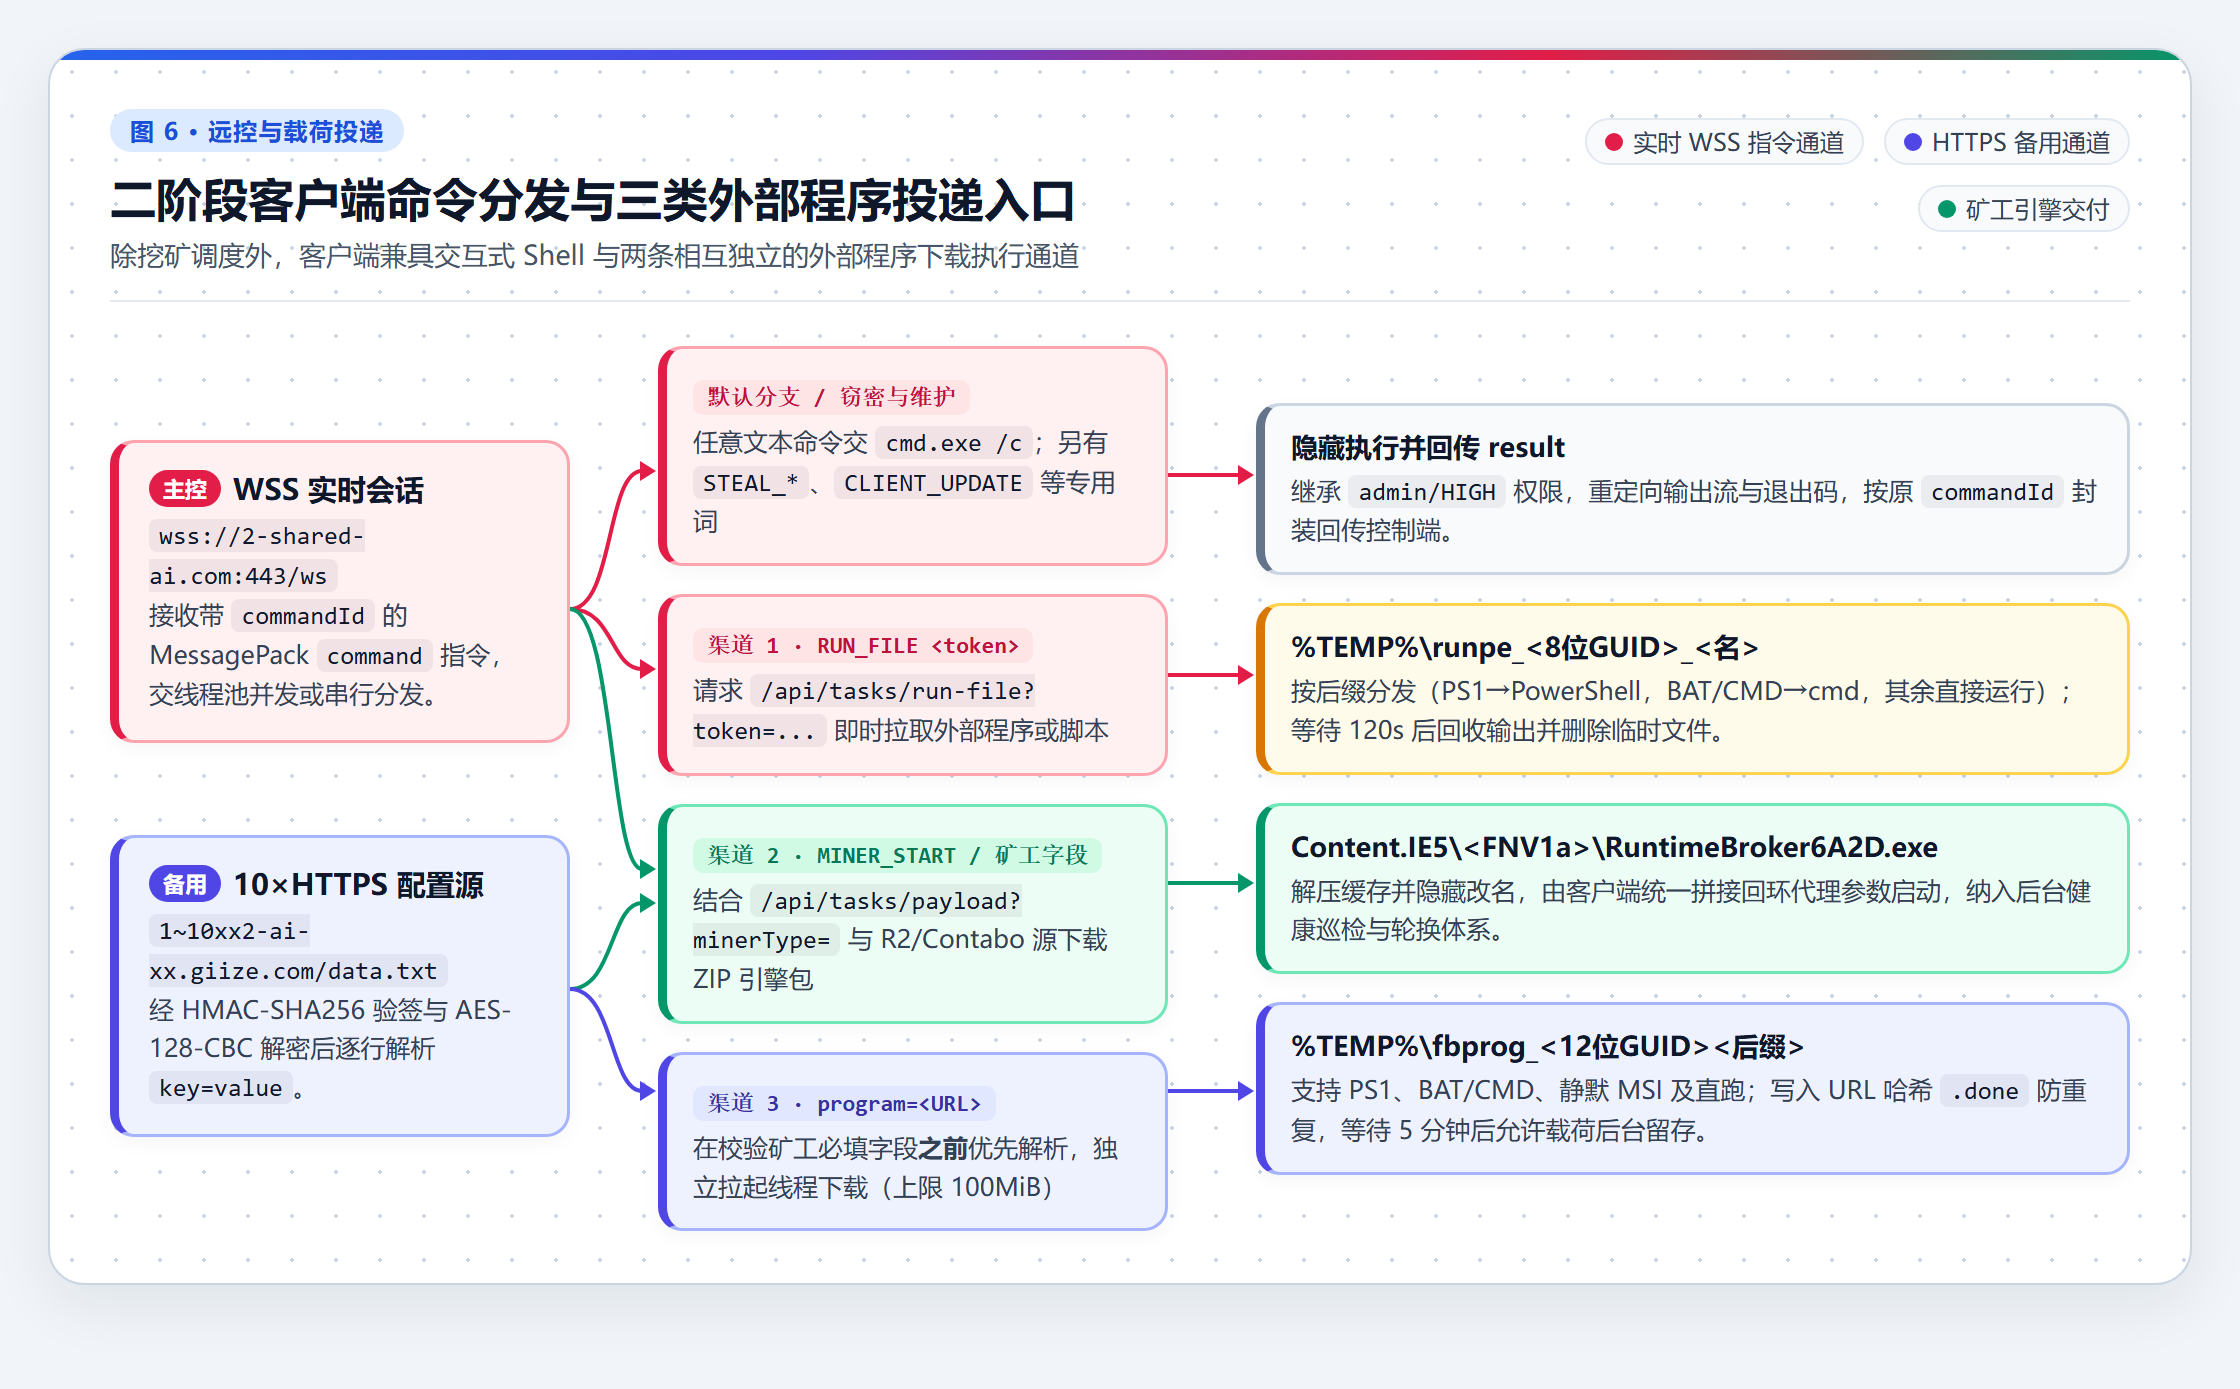 图 6 • 远控与载荷投递
二阶段客户端命令分发与三类外部程序投递入口
除挖矿调度外，客户端兼具交互式 Shell 与两条相互独立的外部程序下载执行通道
实时 WSS 指令通道
HTTPS 备用通道
矿工引擎交付
主控 WSS 实时会话
wss://2-shared-
ai.com:443/ws
接收带 commandId 的
MessagePack command 指令，
交线程池并发或串行分发。
备用 10×HTTPS 配置源
1~10xx2-ai-
xx.giize.com/data.txt
经 HMAC-SHA256 验签与 AES-
128-CBC 解密后逐行解析
key=value 。
默认分支 / 窃密与维护
任意文本命令交 cmd.exe /c ；另有
STEAL_* 、 CLIENT_UPDATE 等专用
词
渠道 1 · RUN_FILE <token>
请求 /api/tasks/run-file?
token=... 即时拉取外部程序或脚本
渠道 2 · MINER_START / 矿工字段
结合 /api/tasks/payload?
minerType= 与 R2/Contabo 源下载
ZIP 引擎包
渠道 3 · program=<URL>
在校验矿工必填字段之前优先解析，独
立拉起线程下载（上限 100MiB）
隐藏执行并回传 result
继承 admin/HIGH 权限，重定向输出流与退出码，按原 commandId 封
装回传控制端。
%TEMP%\runpe_<8位GUID>_<名>
按后缀分发（PS1→PowerShell，BAT/CMD→cmd，其余直接运行）；
等待 120s 后回收输出并删除临时文件。
Content.IE5\<FNV1a>\RuntimeBroker6A2D.exe
解压缓存并隐藏改名，由客户端统一拼接回环代理参数启动，纳入后台健
康巡检与轮换体系。
%TEMP%\fbprog_<12位GUID><后缀>
支持 PS1、BAT/CMD、静默 MSI 及直跑；写入 URL 哈希 .done 防重
复，等待 5 分钟后允许载荷后台留存。